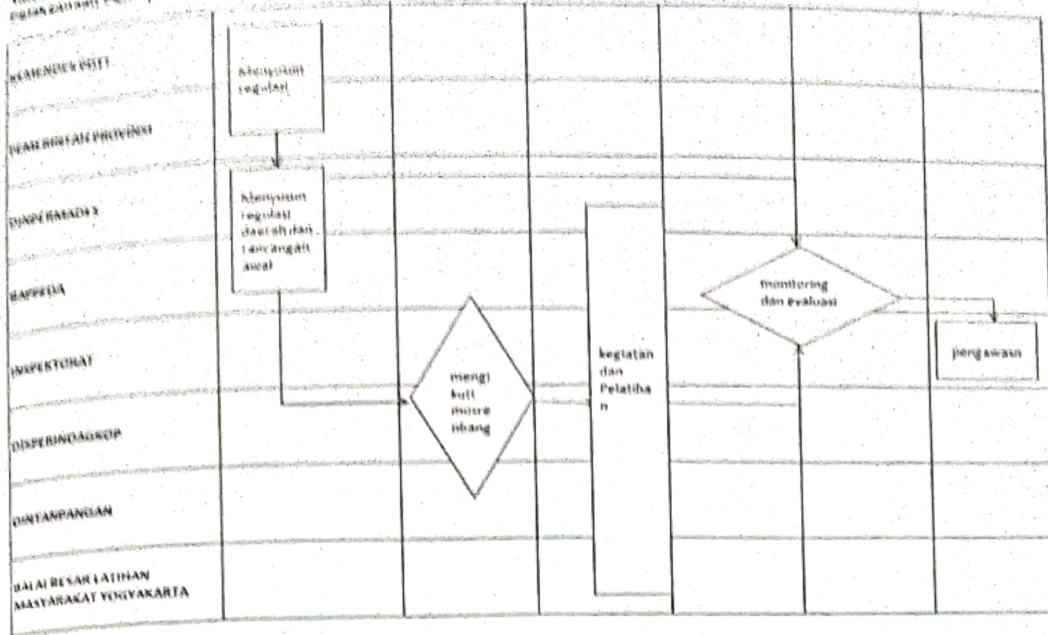 KEMENDES PDTT
PEMERINTAH PROVINSI
DISPERMADES
BAPPEDA
INSPEKTORAT
DISPERINDAGKOP
DINTANPANGAN
BALAI BESAR LATIHAN
MASYARAKAT YOGYAKARTA
Menyusun
regulasi
Menyusun
regulasi
daerah dan
rancangan
awal
mengi
kuti
musre
nbang
kegiatan
dan
Pelatiha
n
monitoring
dan evaluasi
pengawasn